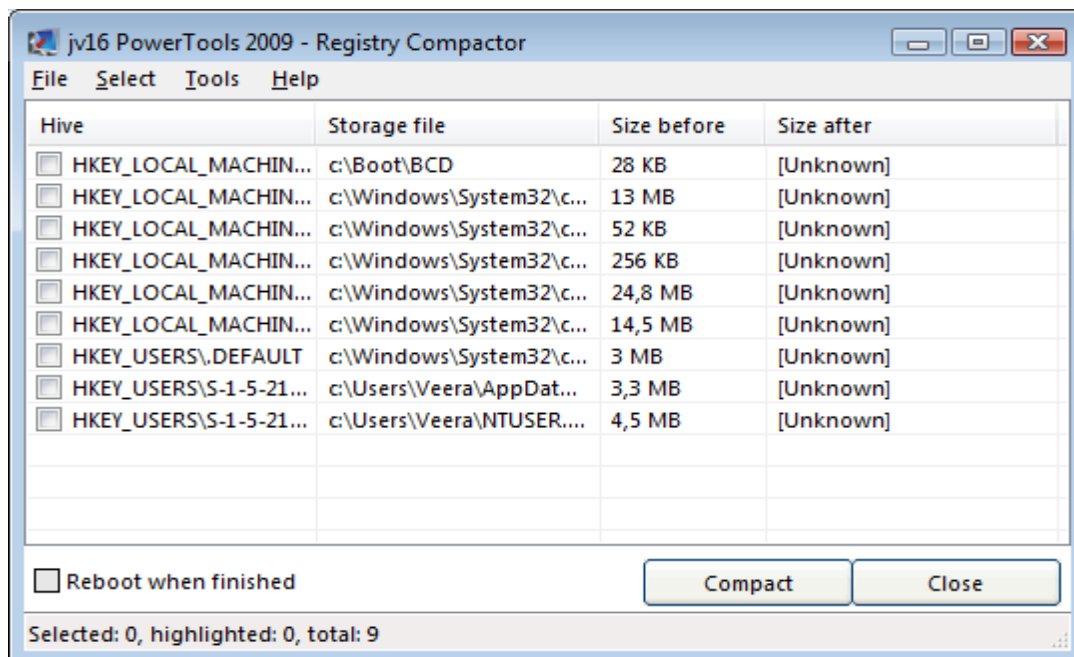 jv16 PowerTools 2009 - Registry Compactor
File Select Tools Help
Hive Storage file Size before Size after
HKEY_LOCAL_MACHIN... c:\Boot\BCD 28 KB [Unknown]
HKEY_LOCAL_MACHIN... c:\Windows\System32\c... 13 MB [Unknown]
HKEY_LOCAL_MACHIN... c:\Windows\System32\c... 52 KB [Unknown]
HKEY_LOCAL_MACHIN... c:\Windows\System32\c... 256 KB [Unknown]
HKEY_LOCAL_MACHIN... c:\Windows\System32\c... 24,8 MB [Unknown]
HKEY_LOCAL_MACHIN... c:\Windows\System32\c... 14,5 MB [Unknown]
HKEY_USERS\.DEFAULT c:\Windows\System32\c... 3 MB [Unknown]
HKEY_USERS\S-1-5-21... c:\Users\Veera\AppDat... 3,3 MB [Unknown]
HKEY_USERS\S-1-5-21... c:\Users\Veera\NTUSER.... 4,5 MB [Unknown]
Reboot when finished Compact Close
Selected: 0, highlighted: 0, total: 9